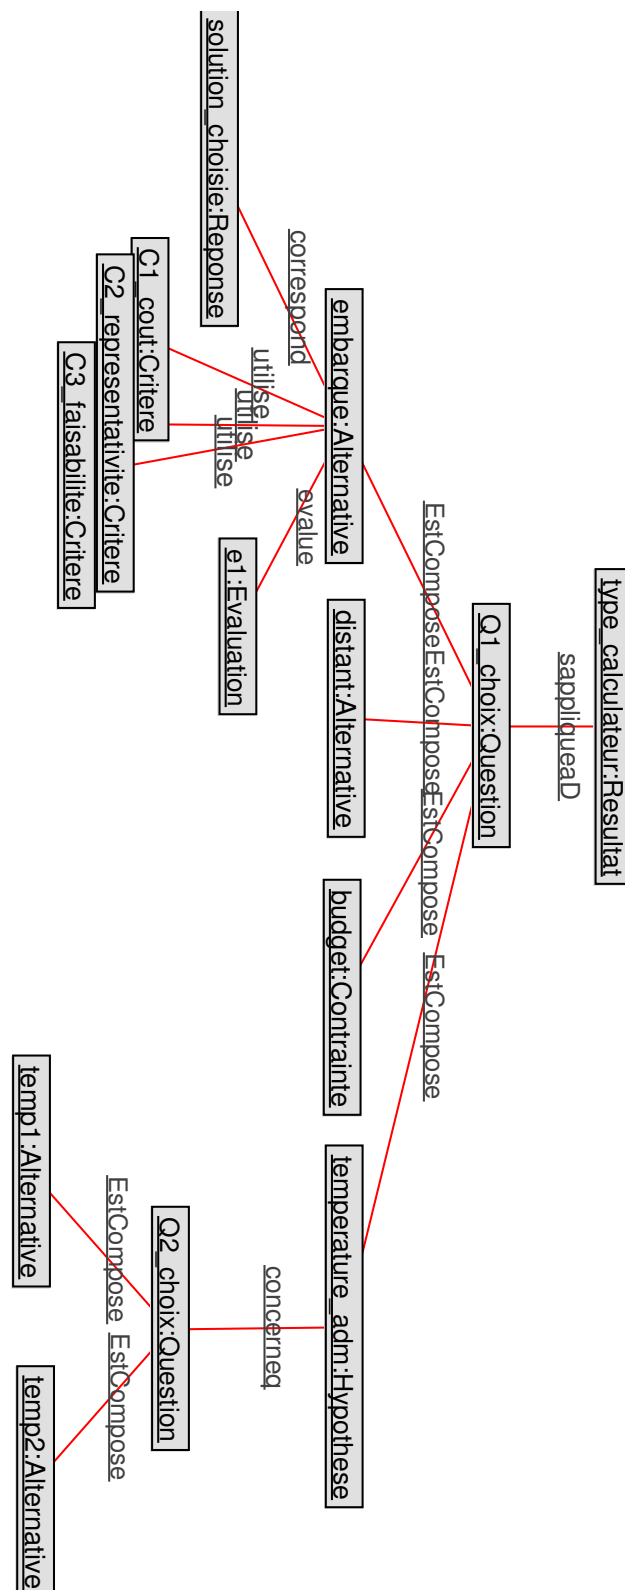 type_calculateur:Resultat
sappliqueaD
Q1_choix:Question
EstCompose
EstCompose
EstCompose
EstCompose
embarque:Alternative
distant:Alternative
budget:Contrainte
temperature_adm:Hypothese
correspond
utilise
utilise
utilise
evalue
concerneq
solution_choisie:Reponse
C1_cout:Critere
C2_representativite:Critere
C3_faisabilite:Critere
e1:Evaluation
Q2_choix:Question
EstCompose
EstCompose
temp1:Alternative
temp2:Alternative